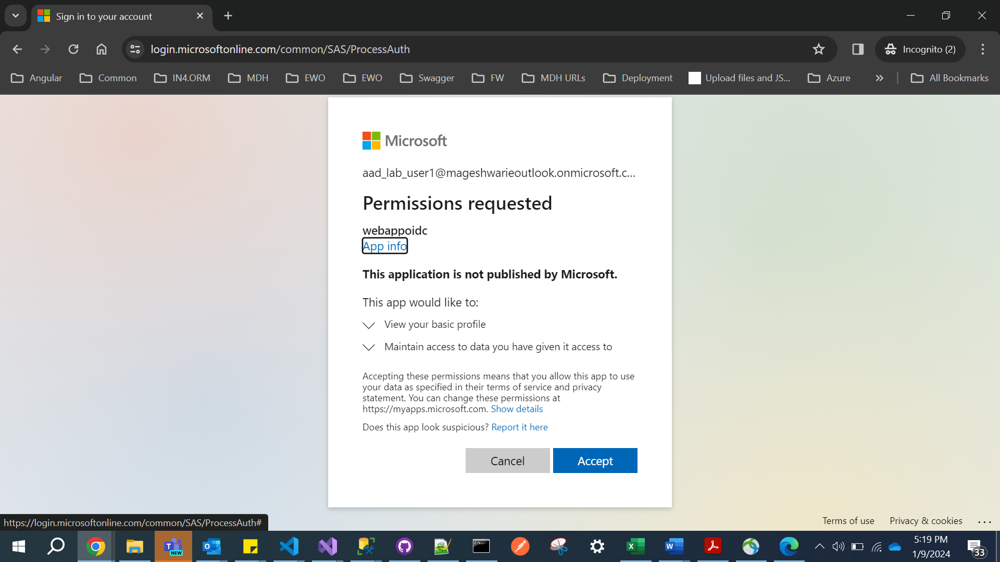 Sign in to your account
login.microsoftonline.com/common/SAS/ProcessAuth
Incognito (2)
Angular
Common
IN4.ORM
MDH
EWO
EWO
Swagger
FW
MDH URLs
Deployment
Upload files and JS...
Azure
All Bookmarks
Microsoft
aad_lab_user1@mageshwarieoutlook.onmicrosoft.c...
Permissions requested
webappoidc
App info
This application is not published by Microsoft.
This app would like to:
View your basic profile
Maintain access to data you have given it access to
Accepting these permissions means that you allow this app to use
your data as specified in their terms of service and privacy
statement. You can change these permissions at
https://myapps.microsoft.com. Show details
Does this app look suspicious? Report it here
Cancel
Accept
https://login.microsoftonline.com/common/SAS/ProcessAuth#
Terms of use
Privacy & cookies
...
NEW
5:19 PM
1/9/2024
33